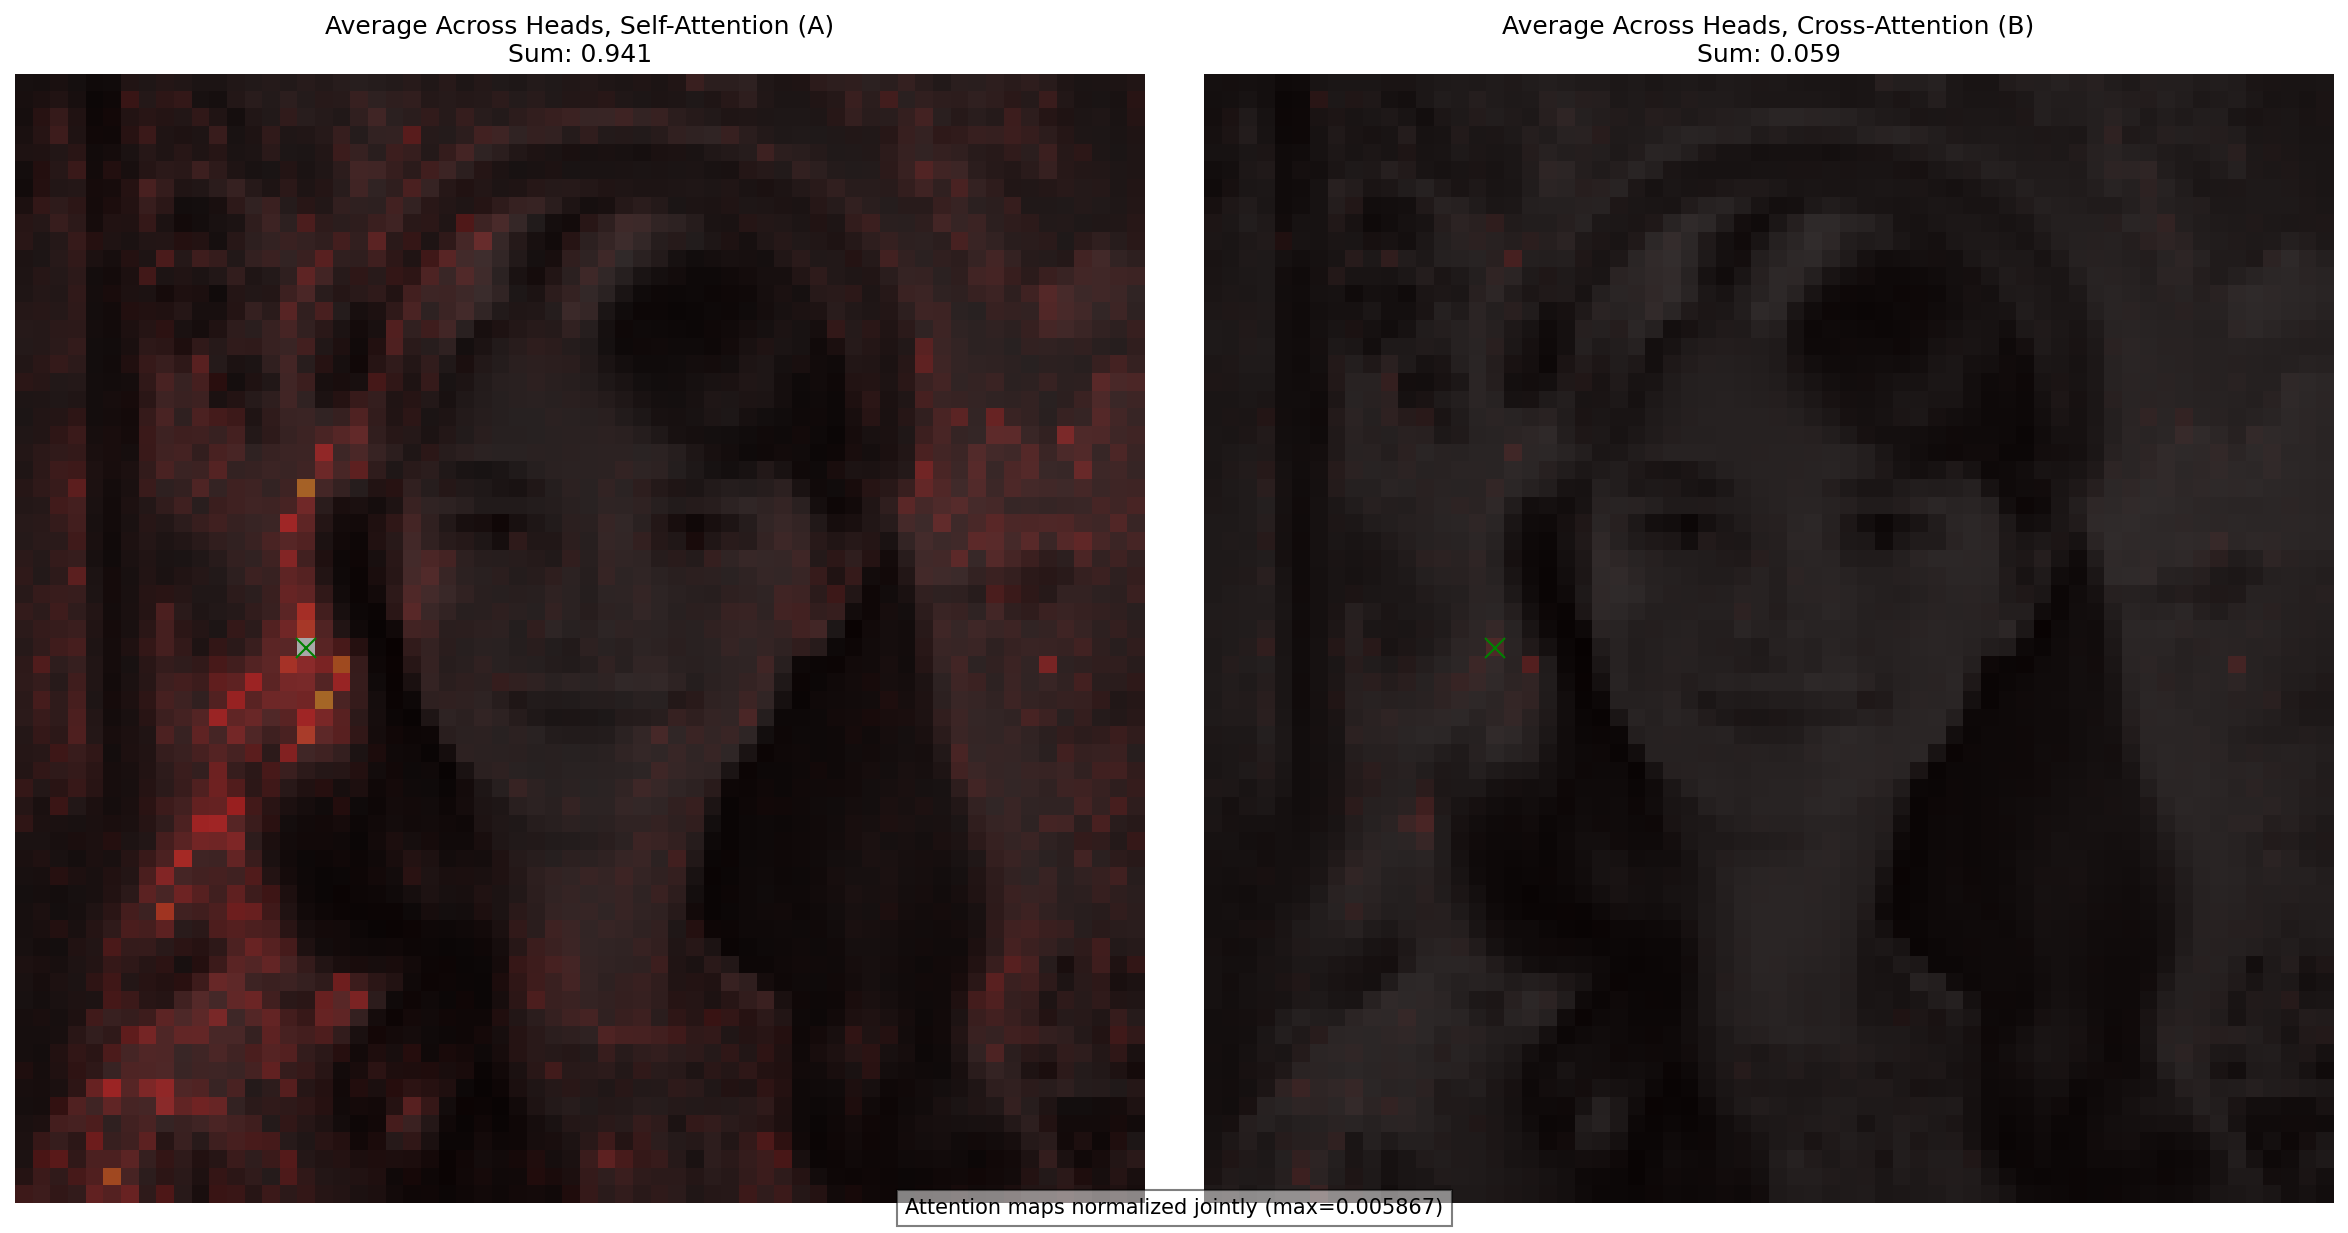 Average Across Heads, Self-Attention (A)
Sum: 0.941
Average Across Heads, Cross-Attention (B)
Sum: 0.059
Attention maps normalized jointly (max=0.005867)